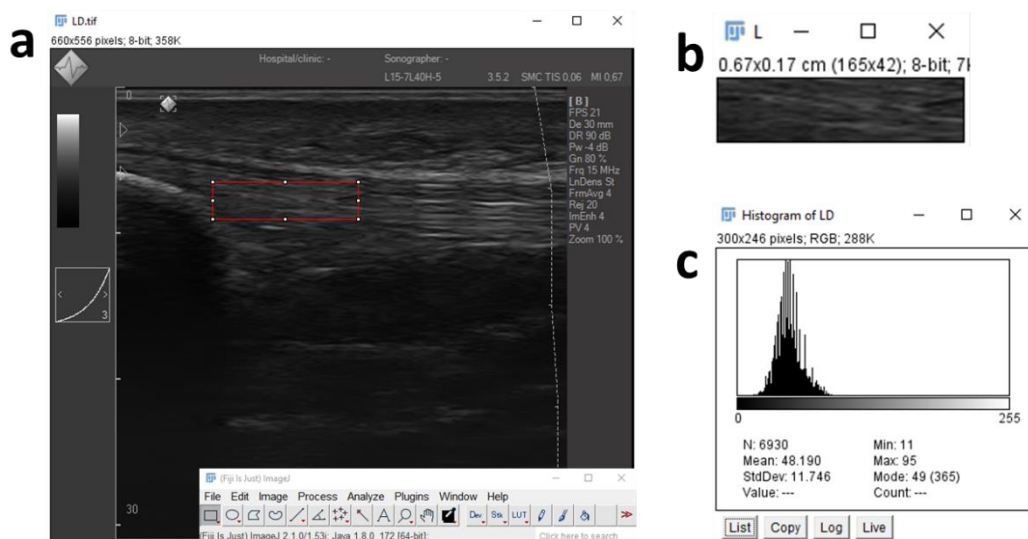 a
LD.tif
660x556 pixels; 8-bit; 358K
Hospital/clinic: - Sonographer: -
L15-7L40H-5 3.5.2 SMC TIS 0.06 MI 0,67
0
[B]
FPS 21
De 30 mm
DR 90 dB
Pw -4 dB
Gn 80 %
Frq 15 MHz
LnDens St
FrmAvg 4
Rej 20
ImEnh 4
PV 4
Zoom 100 %
3
30
(Fiji Is Just) ImageJ
File Edit Image Process Analyze Plugins Window Help
Dev Stk LUT
(Fiji Is Just) ImageJ 2.1.0/1.53j; Java 1.8.0_172 [64-bit];
Click here to search
b
L
0.67x0.17 cm (165x42); 8-bit;
c
Histogram of LD
300x246 pixels; RGB; 288K
0 255
N: 6930 Min: 11
Mean: 48.190 Max: 95
StdDev: 11.746 Mode: 49 (365)
Value: --- Count: ---
List Copy Log Live